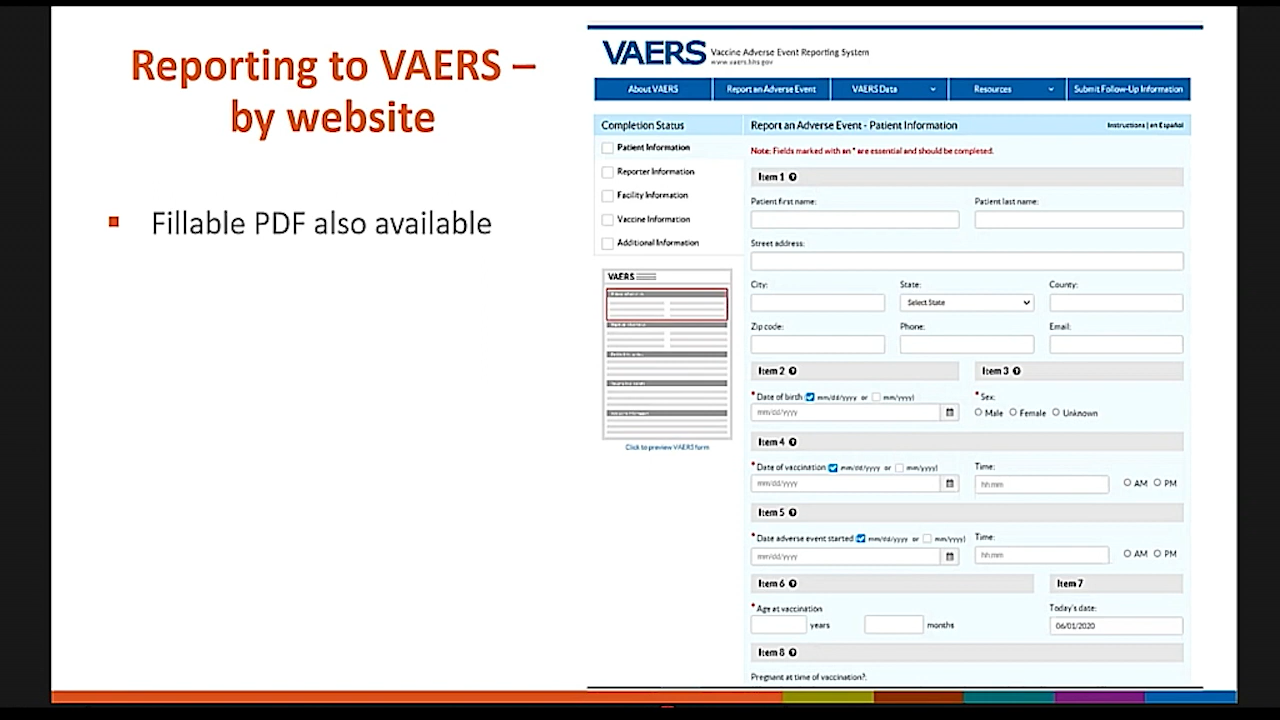 Reporting to VAERS –
by website
Fillable PDF also available
VAERS Vaccine Adverse Event Reporting System
www.vaers.hhs.gov
About VAERS
Report an Adverse Event
VAERS Data
Resources
Submit Follow-Up Information
Completion Status
Patient Information
Reporter Information
Facility Information
Vaccine Information
Additional Information
VAERS
Click to preview VAERS form
Report an Adverse Event - Patient Information
Instructions | en Español
Note: Fields marked with an * are essential and should be completed.
Item 1
Patient first name: Patient last name:
Street address:
City: State: County:
Select State
Zip code: Phone: Email:
Item 2 Item 3
* Date of birth mm/dd/yyyy or mm/yyyy) * Sex:
mm/dd/yyyy Male Female Unknown
Item 4
* Date of vaccination mm/dd/yyyy or mm/yyyy) Time:
mm/dd/yyyy hh:mm AM PM
Item 5
* Date adverse event started mm/dd/yyyy or mm/yyyy) Time:
mm/dd/yyyy hh:mm AM PM
Item 6 Item 7
* Age at vaccination Today's date:
years months 06/01/2020
Item 8
Pregnant at time of vaccination?: